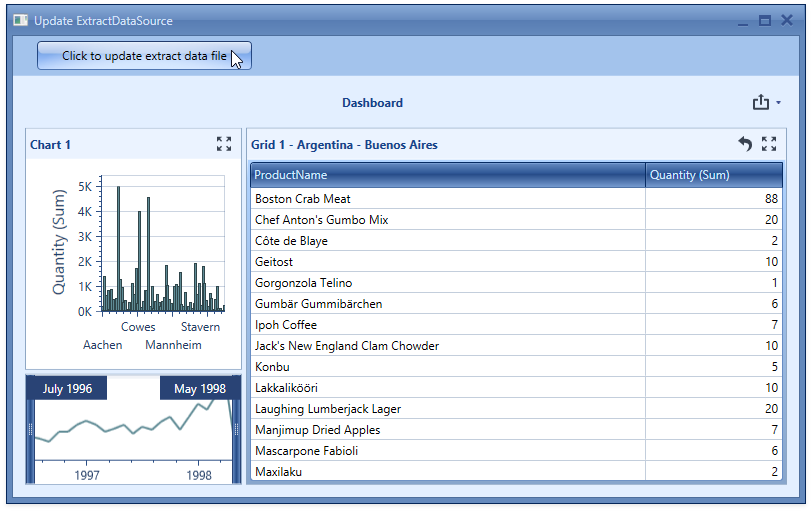 Update ExtractDataSource
Click to update extract data file
Dashboard
Chart 1
Quantity (Sum)
5K
4K
3K
2K
1K
0K
Cowes Stavern
Aachen Mannheim
July 1996 May 1998
1997 1998
Grid 1 - Argentina - Buenos Aires
ProductName Quantity (Sum)
Boston Crab Meat 88
Chef Anton's Gumbo Mix 20
Côte de Blaye 2
Geitost 10
Gorgonzola Telino 1
Gumbär Gummibärchen 6
Ipoh Coffee 7
Jack's New England Clam Chowder 10
Konbu 5
Lakkalikööri 10
Laughing Lumberjack Lager 20
Manjimup Dried Apples 7
Mascarpone Fabioli 6
Maxilaku 2